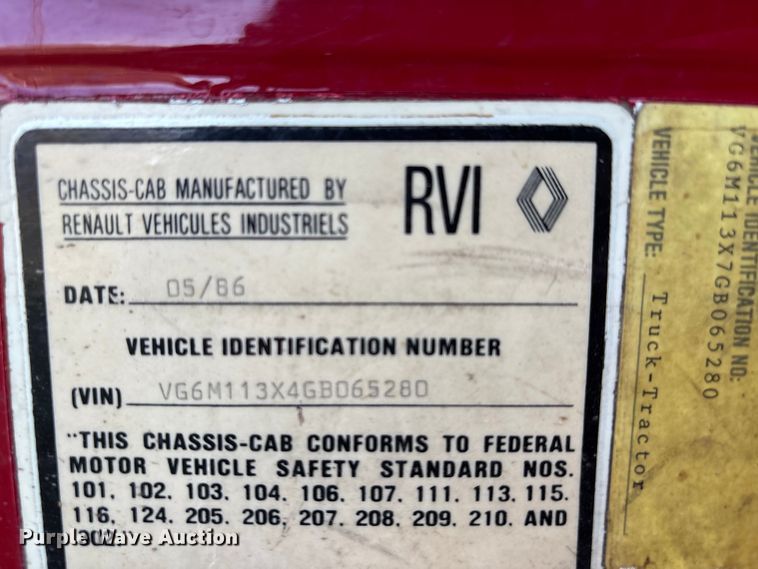 CHASSIS-CAB MANUFACTURED BY
RENAULT VEHICULES INDUSTRIELS
RVI
DATE: 05/86
VEHICLE IDENTIFICATION NUMBER
(VIN) VG6M113X4GB065280
"THIS CHASSIS-CAB CONFORMS TO FEDERAL
MOTOR VEHICLE SAFETY STANDARD NOS.
101, 102, 103, 104, 106, 107, 111, 113, 115,
116, 124, 205, 206, 207, 208, 209, 210, AND
302.
VEHICLE IDENTIFICATION NO:
VG6M113X7GB065280
VEHICLE TYPE: Truck-Tractor
Purple Wave Auction